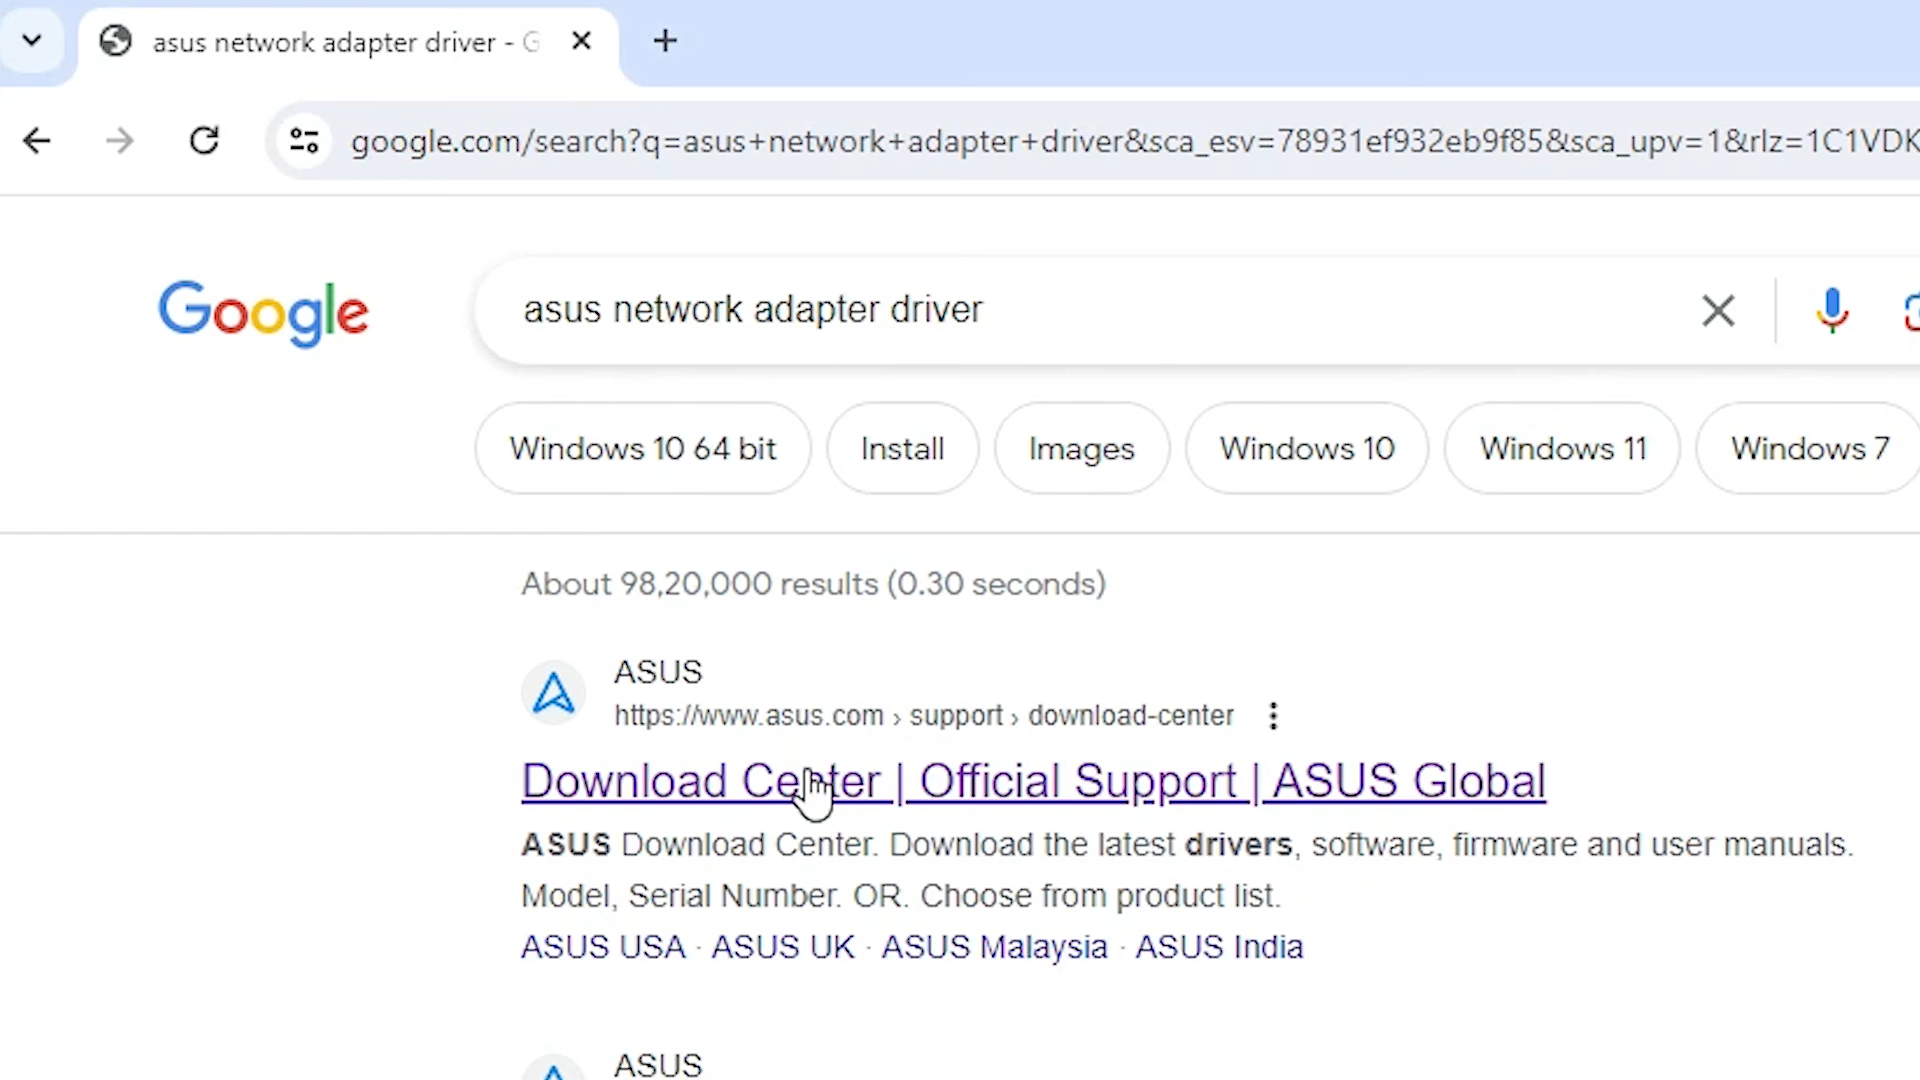 asus network adapter driver - G
google.com/search?q=asus+network+adapter+driver&sca_esv=78931ef932eb9f85&sca_upv=1&rlz=1C1VDK
Google
asus network adapter driver
Windows 10 64 bit
Install
Images
Windows 10
Windows 11
Windows 7
About 98,20,000 results (0.30 seconds)
ASUS
https://www.asus.com › support › download-center
Download Center | Official Support | ASUS Global
ASUS Download Center. Download the latest drivers, software, firmware and user manuals.
Model, Serial Number. OR. Choose from product list.
ASUS USA · ASUS UK · ASUS Malaysia · ASUS India
ASUS